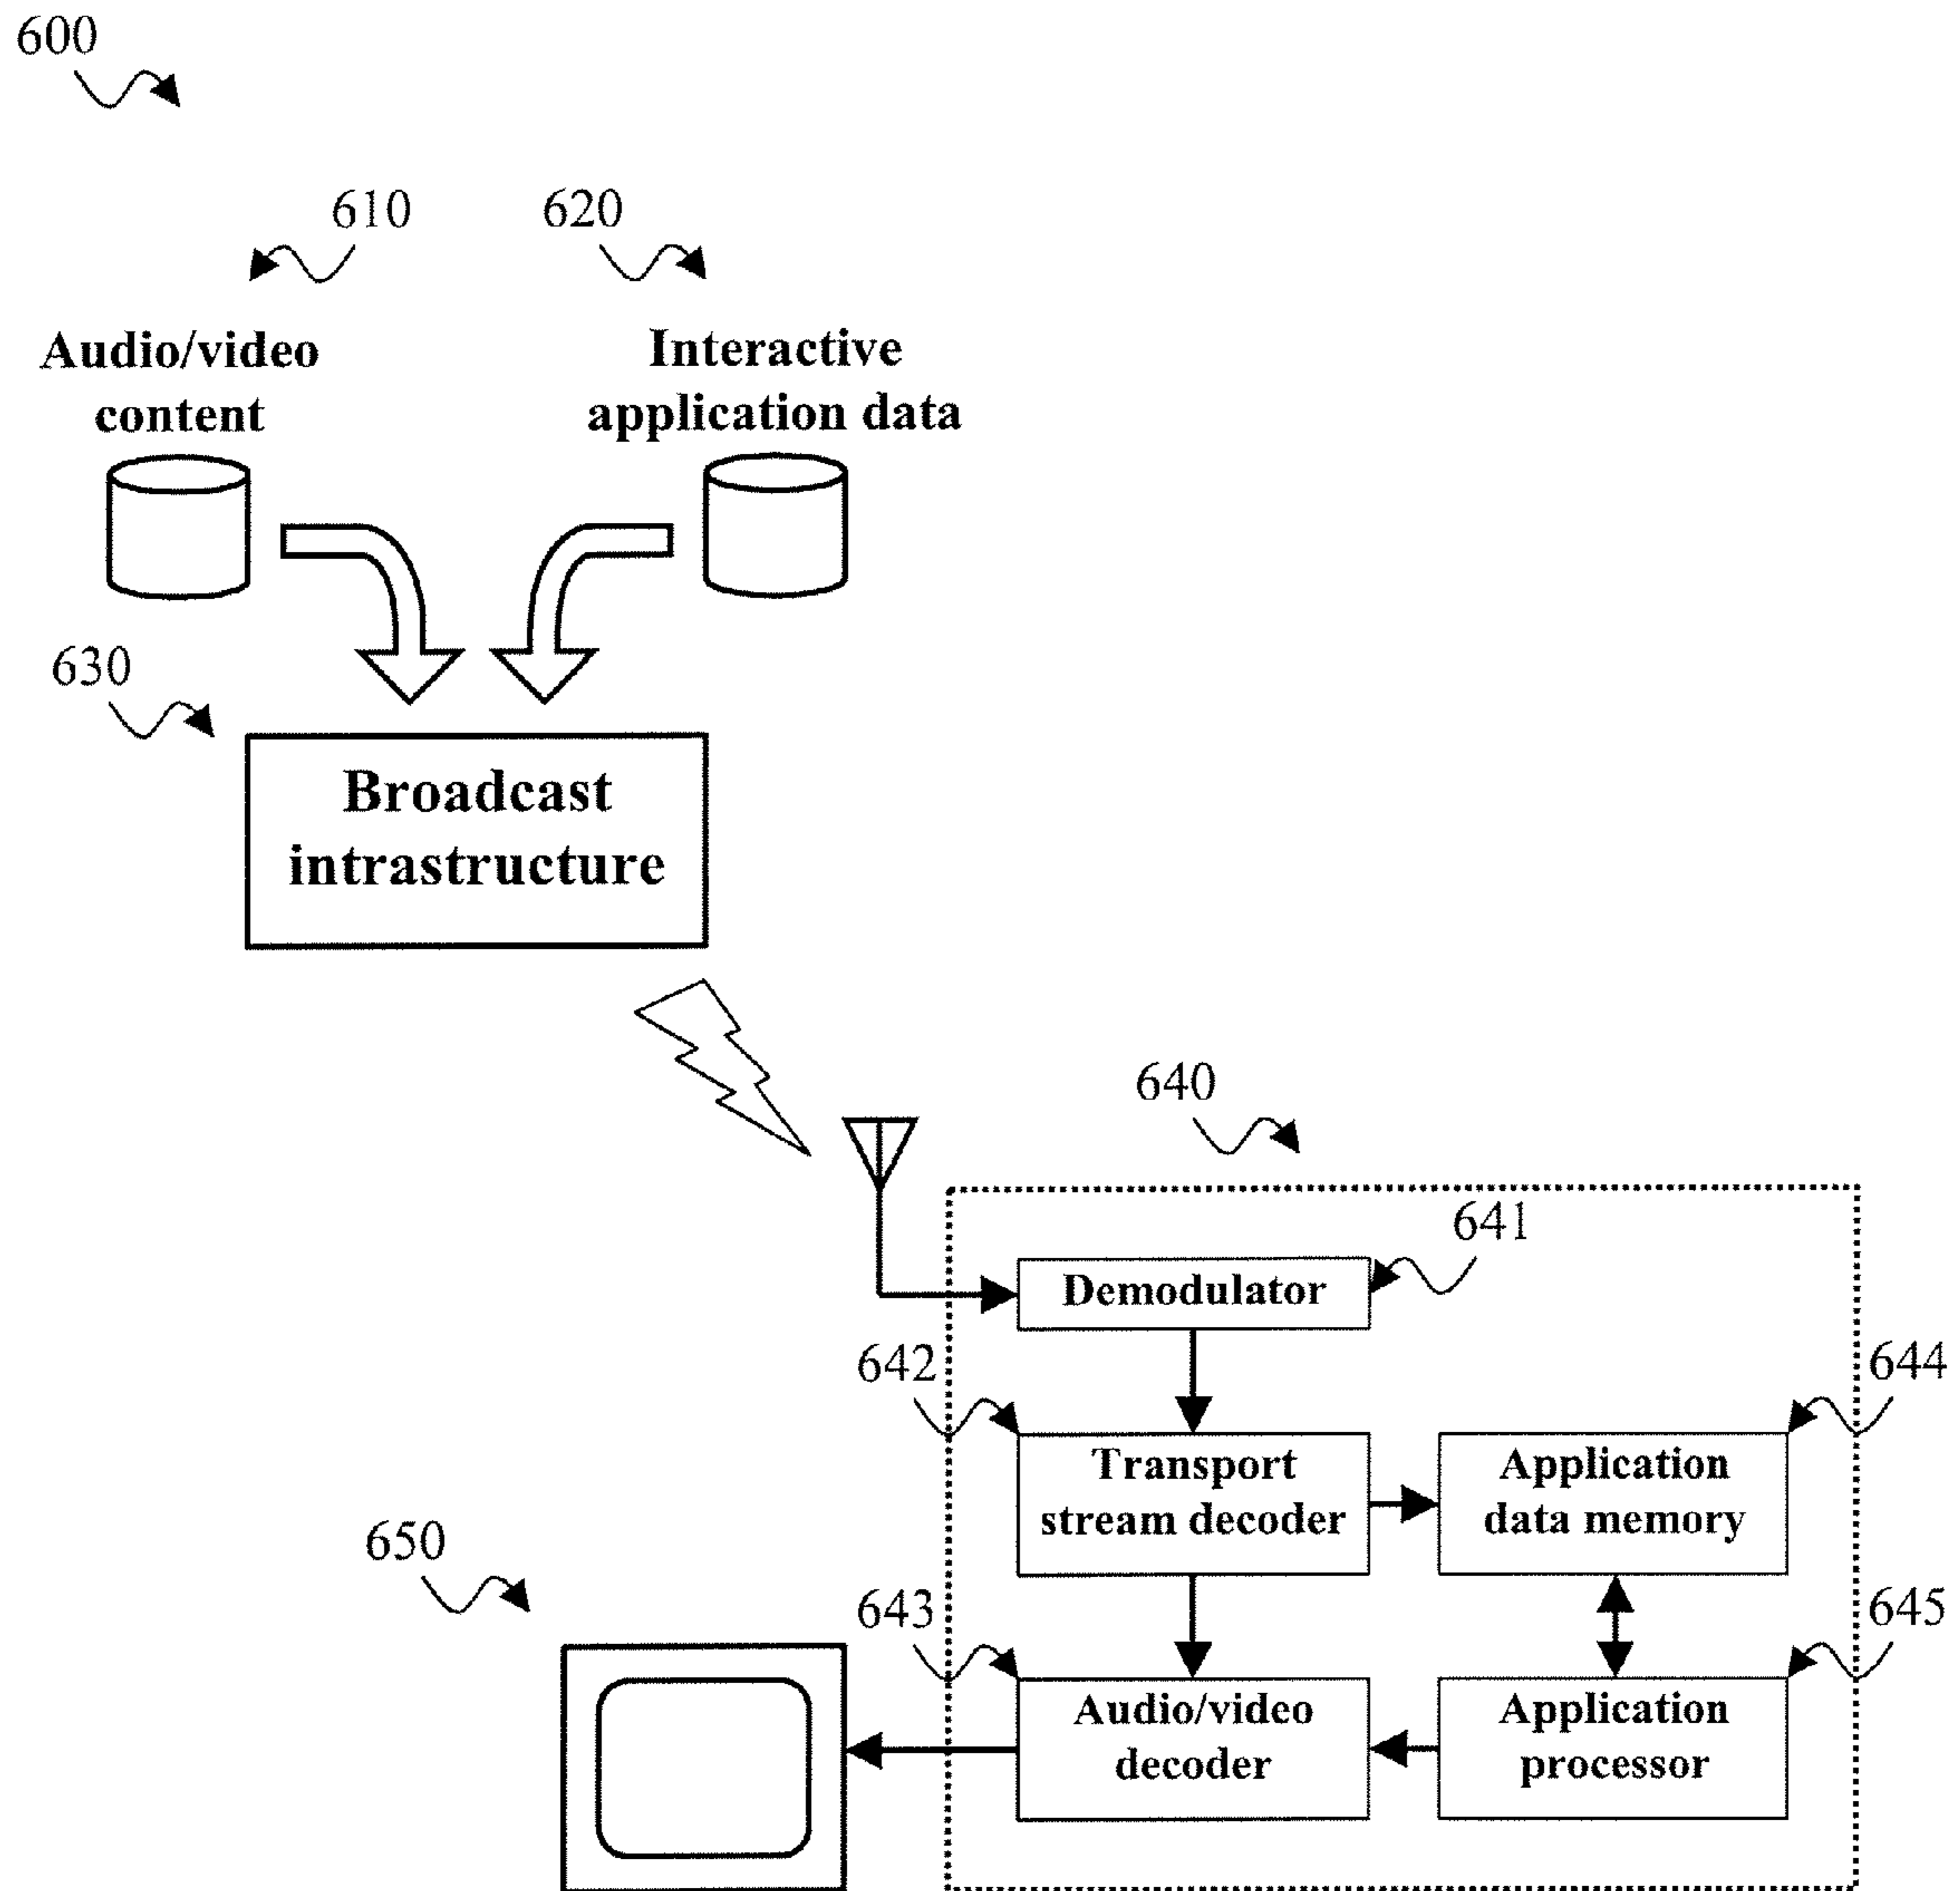 600
610
620
Audio/video
content
Interactive
application data
630
Broadcast
intrastructure
640
641
Demodulator
642
644
Transport
stream decoder
Application
data memory
650
643
645
Audio/video
decoder
Application
processor